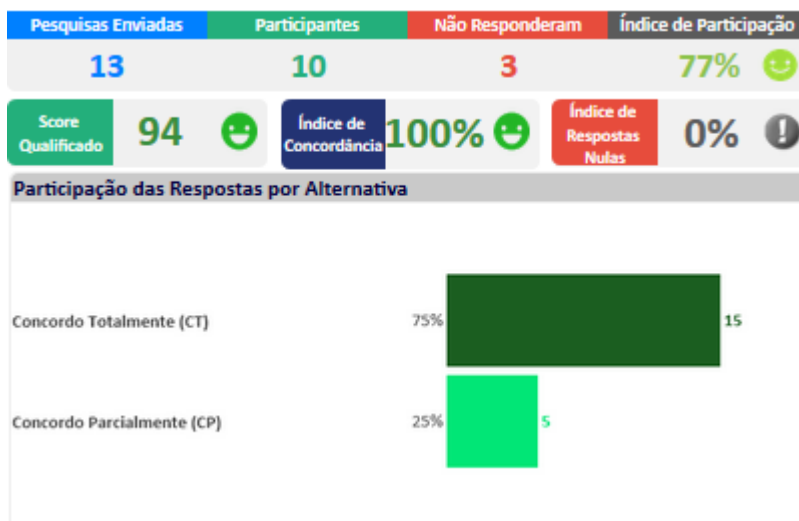 Pesquisas Enviadas Participantes Não Responderam Índice de Participação
13 10 3 77%
Score Qualificado 94 Índice de Concordância 100% Índice de Respostas Nulas 0%
Participação das Respostas por Alternativa
Concordo Totalmente (CT) 75% 15
Concordo Parcialmente (CP) 25% 5